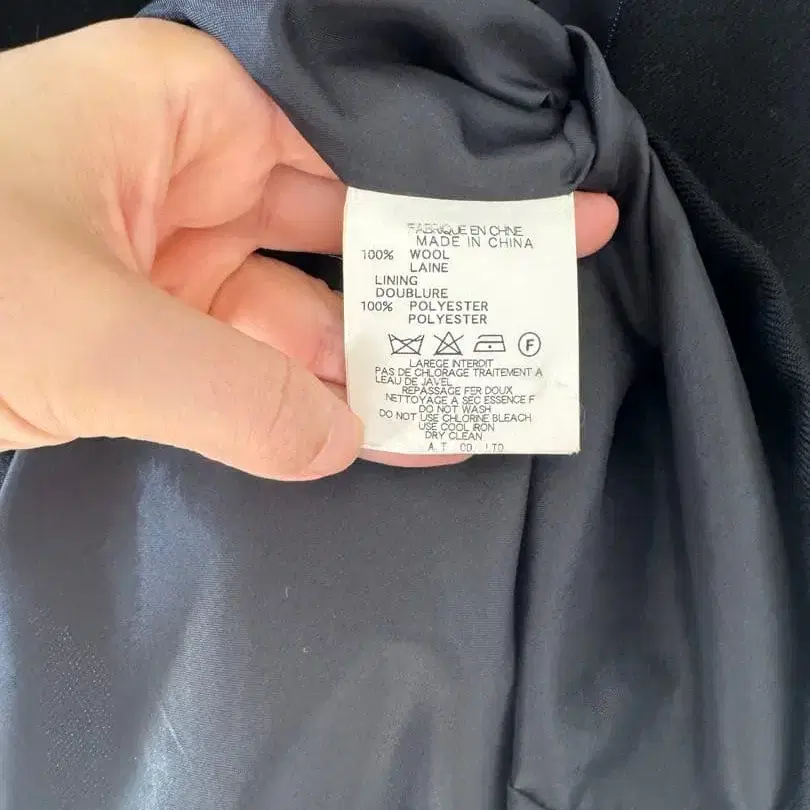 FABRIQUE EN CHINE
MADE IN CHINA
100% WOOL
LAINE
LINING
DOUBLURE
100% POLYESTER
POLYESTER
F
LAREGE INTERDIT
PAS DE CHLORAGE TRAITEMENT A
LEAU DE JAVEL
REPASSAGE FER DOUX
NETTOYAGE A SEC ESSENCE F
DO NOT WASH
DO NOT USE CHLORINE BLEACH
USE COOL IRON
DRY CLEAN
A.T CO. LTD